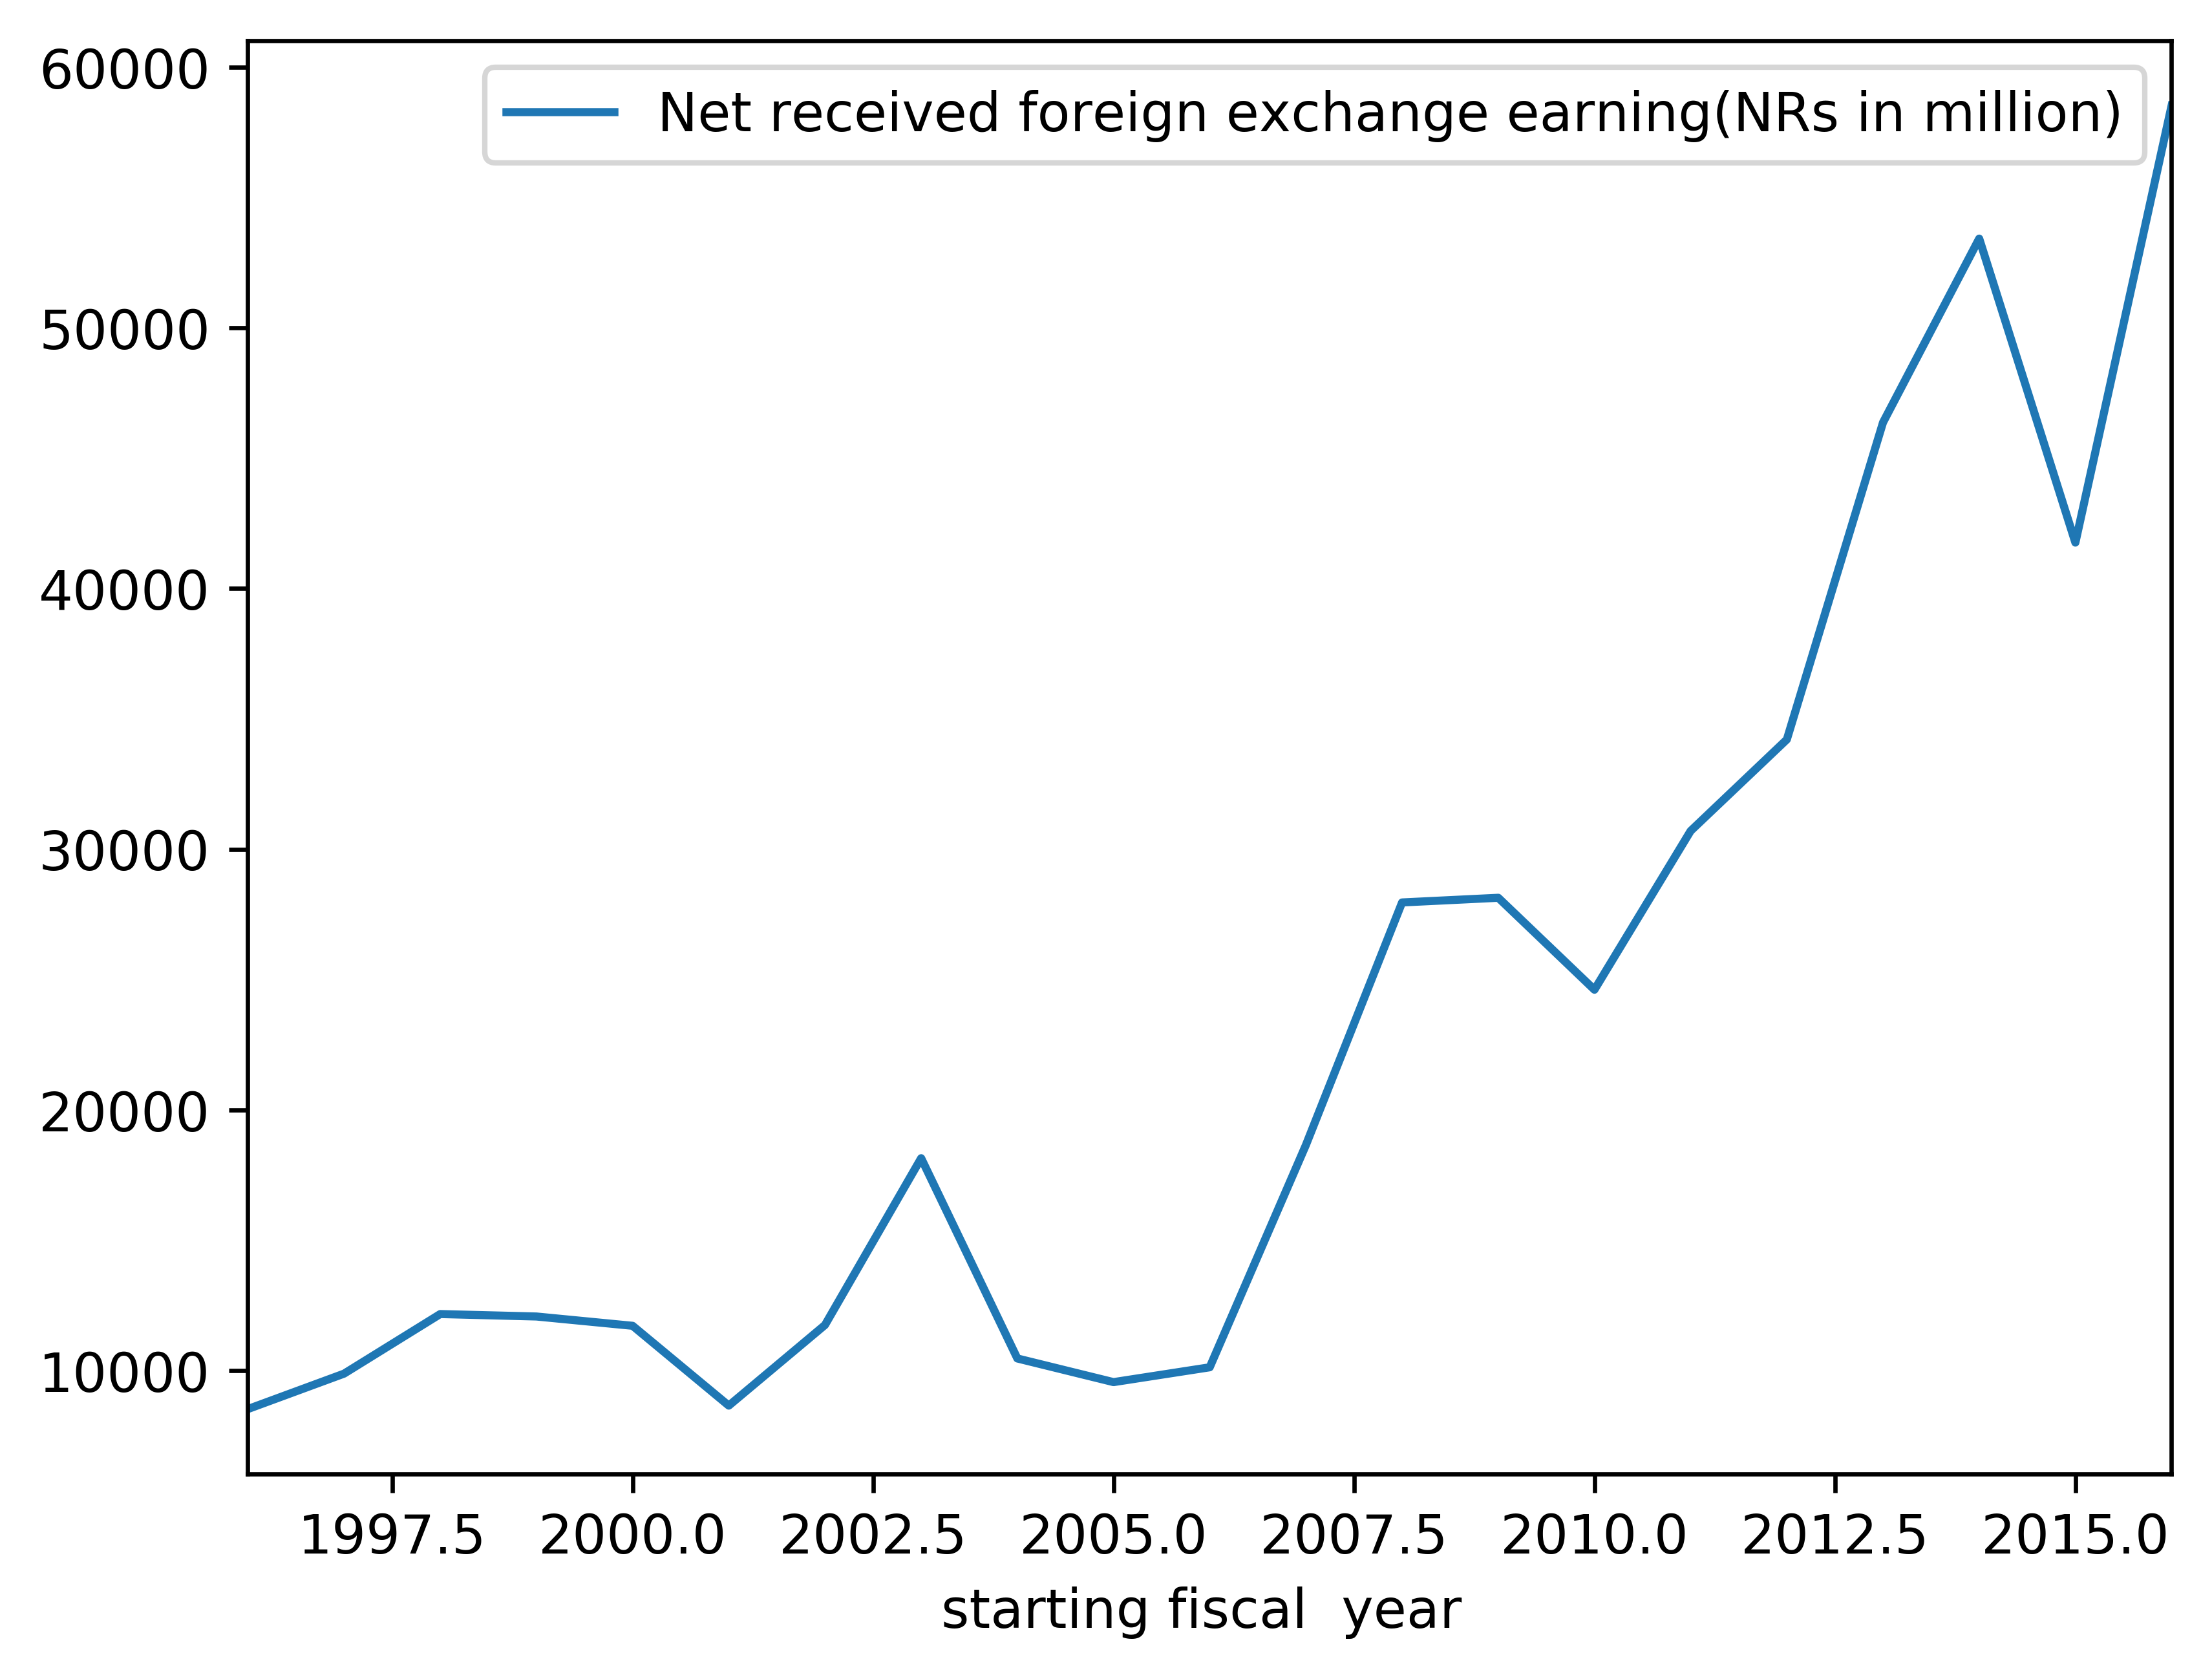 60000
Net received foreign exchange earning(NRs in million)
50000
40000
30000
20000
10000
1997.5 2000.0 2002.5 2005.0 2007.5 2010.0 2012.5 2015.0
starting fiscal  year